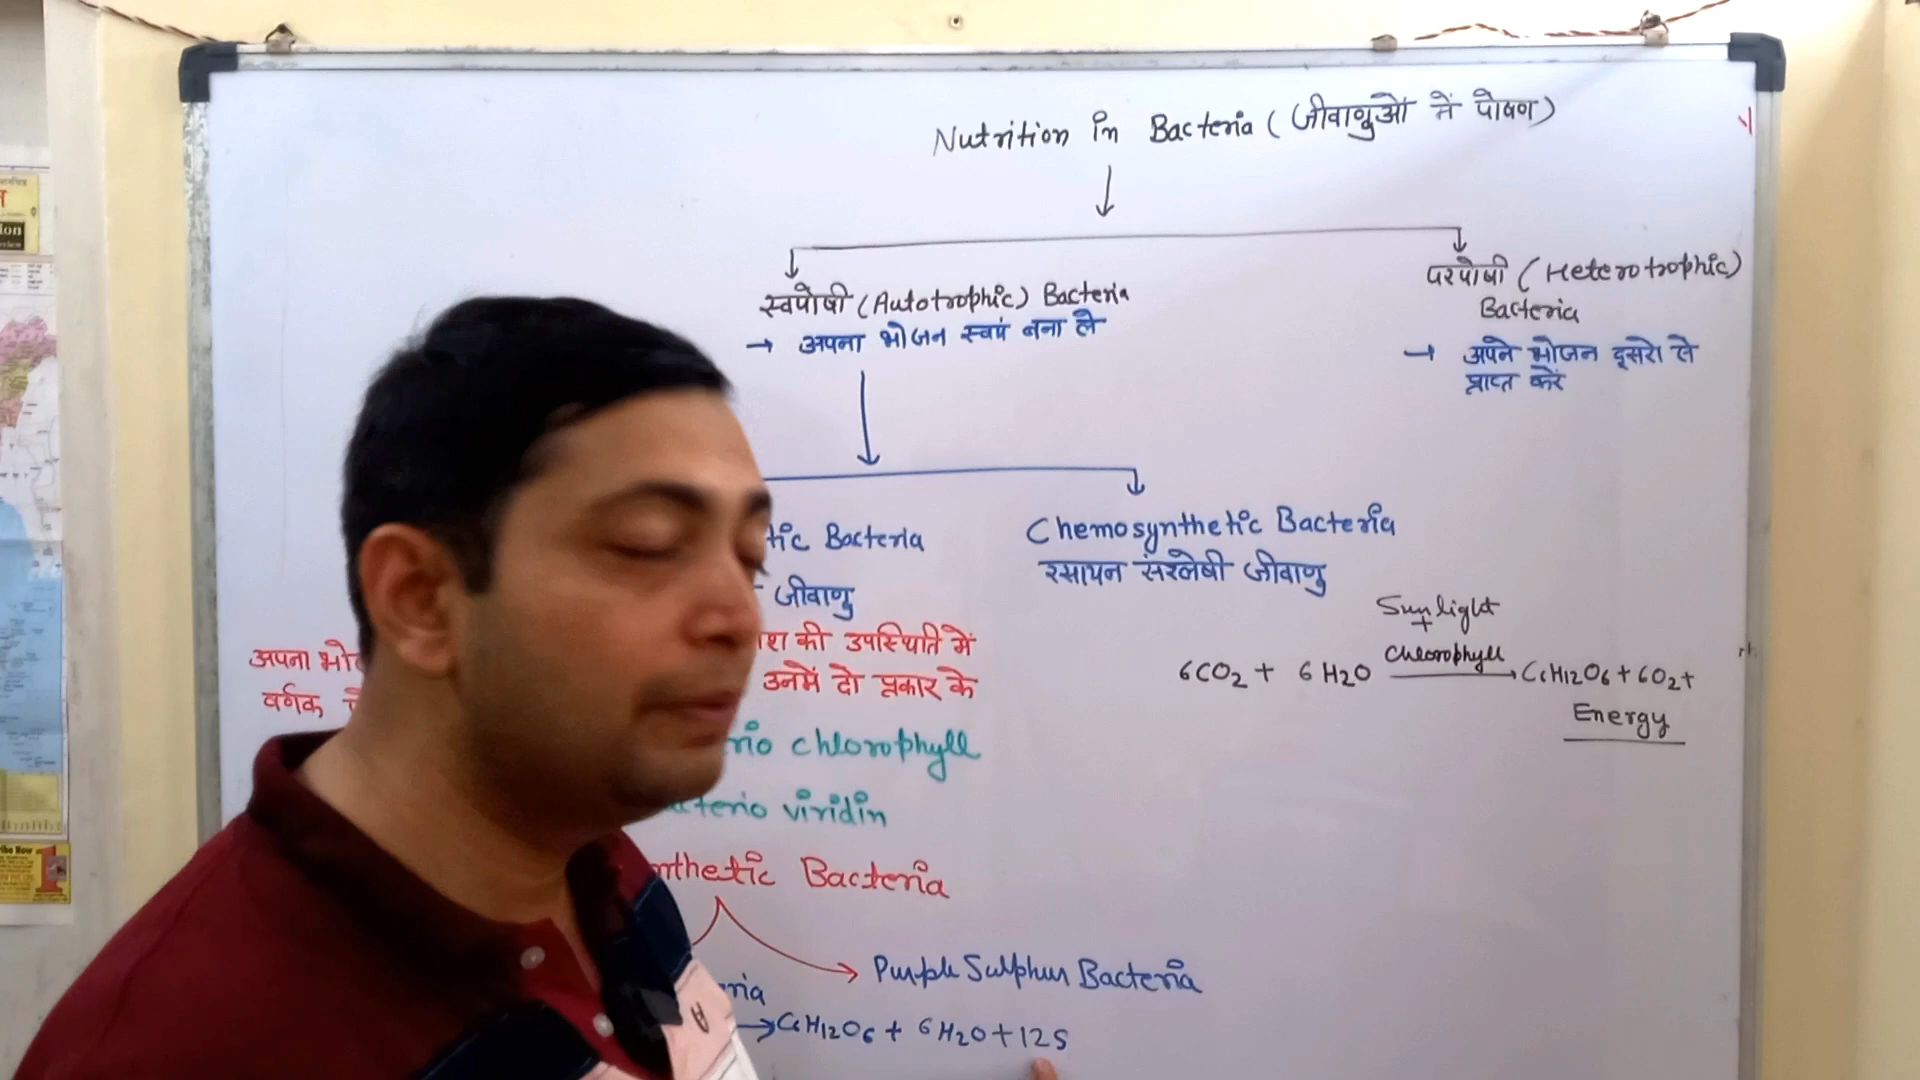 Nutrition in Bacteria (जीवाणुओं में पोषण)
स्वपोषी (Autotrophic) Bacteria
→ अपना भोजन स्वयं बना ले
परपोषी (Heterotrophic)
Bacteria
→ अपने भोजन दूसरो से
प्राप्त करें
tic Bacteria
जीवाणु
Chemosynthetic Bacteria
रसायन संश्लेषी जीवाणु
अपना भो
श की उपस्थिति में
वर्णक
उनमें दो प्रकार के
Sunlight
+
Chlorophyll
6CO2 + 6H2O → C6H12O6 + 6O2 +
Energy
rio chlorophyll
terio viridin
nthetic Bacteria
Purple Sulphur Bacteria
ria
→ C6H12O6 + 6H2O + 12S